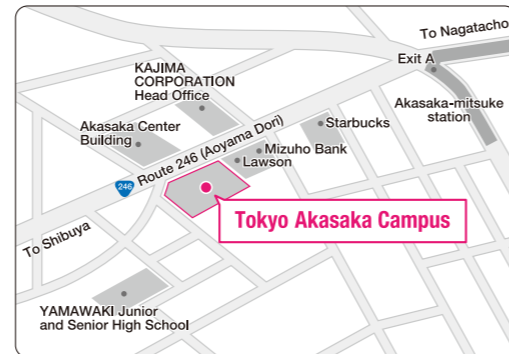 To Nagatacho
Exit A
KAJIMA
CORPORATION
Head Office
Akasaka-mitsuke
station
Akasaka Center
Building
Starbucks
Mizuho Bank
Lawson
Route 246 (Aoyama Dori)
246
Tokyo Akasaka Campus
To Shibuya
YAMAWAKI Junior
and Senior High School